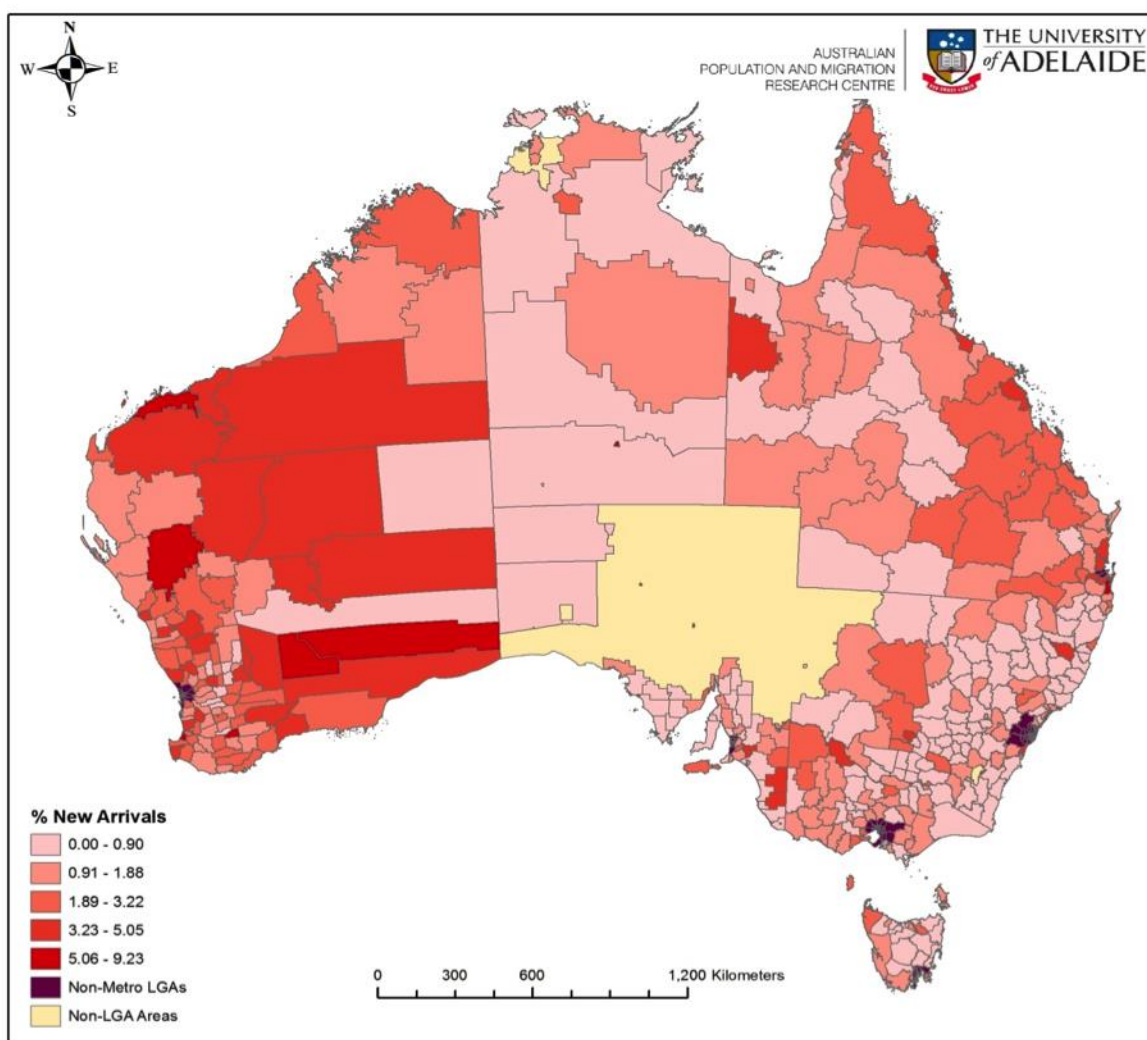 N
W E
S
AUSTRALIAN
POPULATION AND MIGRATION
RESEARCH CENTRE
THE UNIVERSITY
of ADELAIDE
% New Arrivals
0.00 - 0.90
0.91 - 1.88
1.89 - 3.22
3.23 - 5.05
5.06 - 9.23
Non-Metro LGAs
Non-LGA Areas
0 300 600 1,200 Kilometers